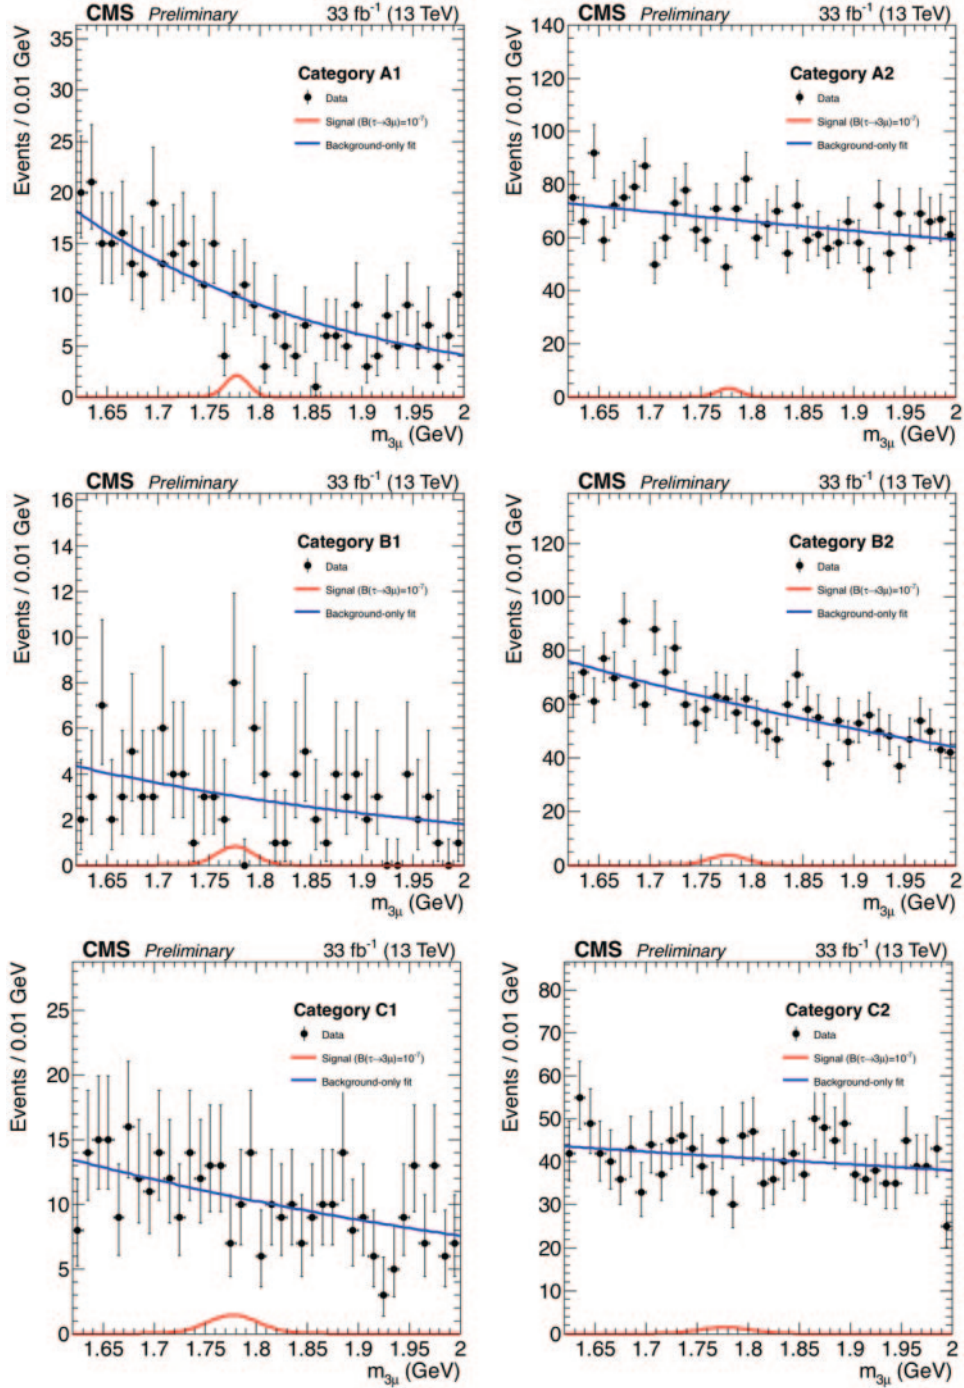 CMS Preliminary 33 fb⁻¹ (13 TeV)
Events / 0.01 GeV
35
30
25
20
15
10
5
0
Category A1
Data
Signal (B(τ→3μ)=10⁻⁷)
Background-only fit
1.65 1.7 1.75 1.8 1.85 1.9 1.95 2
m3μ (GeV)
CMS Preliminary 33 fb⁻¹ (13 TeV)
Events / 0.01 GeV
140
120
100
80
60
40
20
0
Category A2
Data
Signal (B(τ→3μ)=10⁻⁷)
Background-only fit
1.65 1.7 1.75 1.8 1.85 1.9 1.95 2
m3μ (GeV)
CMS Preliminary 33 fb⁻¹ (13 TeV)
Events / 0.01 GeV
16
14
12
10
8
6
4
2
0
Category B1
Data
Signal (B(τ→3μ)=10⁻⁷)
Background-only fit
1.65 1.7 1.75 1.8 1.85 1.9 1.95 2
m3μ (GeV)
CMS Preliminary 33 fb⁻¹ (13 TeV)
Events / 0.01 GeV
120
100
80
60
40
20
0
Category B2
Data
Signal (B(τ→3μ)=10⁻⁷)
Background-only fit
1.65 1.7 1.75 1.8 1.85 1.9 1.95 2
m3μ (GeV)
CMS Preliminary 33 fb⁻¹ (13 TeV)
Events / 0.01 GeV
25
20
15
10
5
0
Category C1
Data
Signal (B(τ→3μ)=10⁻⁷)
Background-only fit
1.65 1.7 1.75 1.8 1.85 1.9 1.95 2
m3μ (GeV)
CMS Preliminary 33 fb⁻¹ (13 TeV)
Events / 0.01 GeV
80
70
60
50
40
30
20
10
0
Category C2
Data
Signal (B(τ→3μ)=10⁻⁷)
Background-only fit
1.65 1.7 1.75 1.8 1.85 1.9 1.95 2
m3μ (GeV)